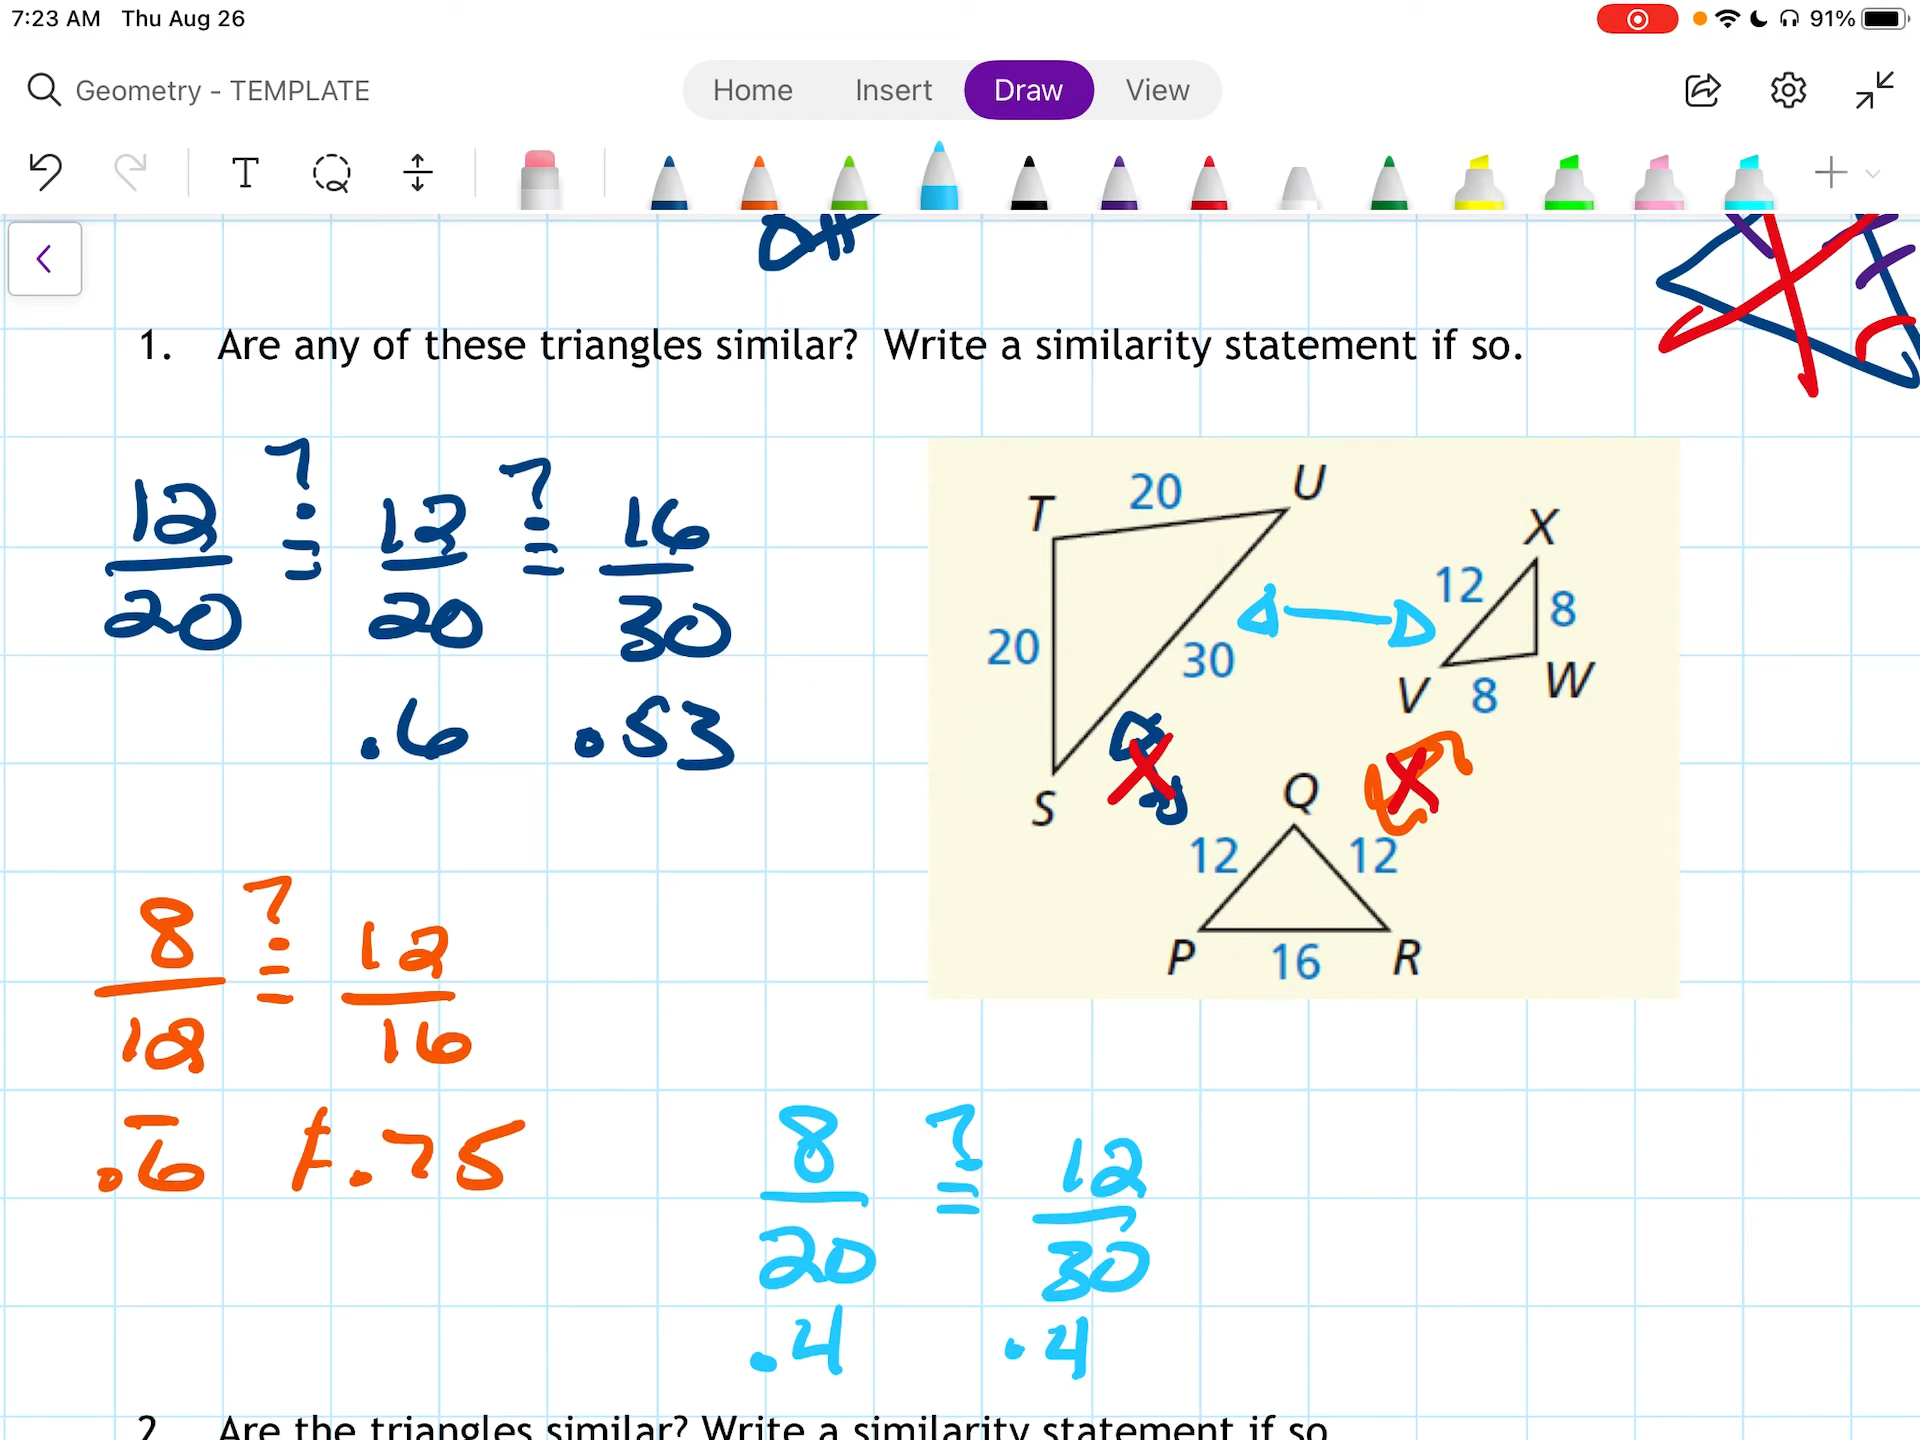 7:23 AM Thu Aug 26
91%
Geometry - TEMPLATE
Home Insert Draw View
T
1. Are any of these triangles similar? Write a similarity statement if so.
12/20 ?= 12/20 ?= 16/30
.6 .53
T 20 U
20 30
S
X
12 8
V 8 W
Q
12 12
P 16 R
8/12 ?= 12/16
.6̅ ≠ .75
8/20 ?= 12/30
.4 .4
2. Are the triangles similar? Write a similarity statement if so